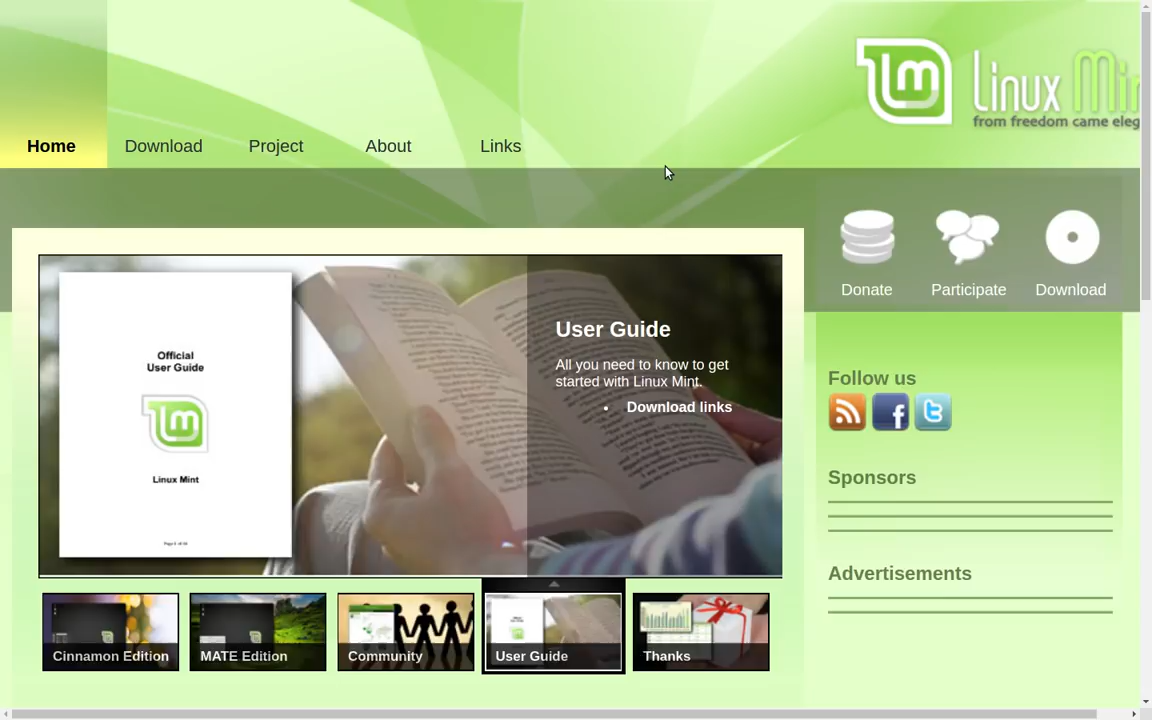 Linux Mi
from freedom came eleg
Home
Download
Project
About
Links
Donate
Participate
Download
Official
User Guide
Linux Mint
User Guide
All you need to know to get
started with Linux Mint.
Download links
Follow us
Sponsors
Advertisements
Cinnamon Edition
MATE Edition
Community
User Guide
Thanks